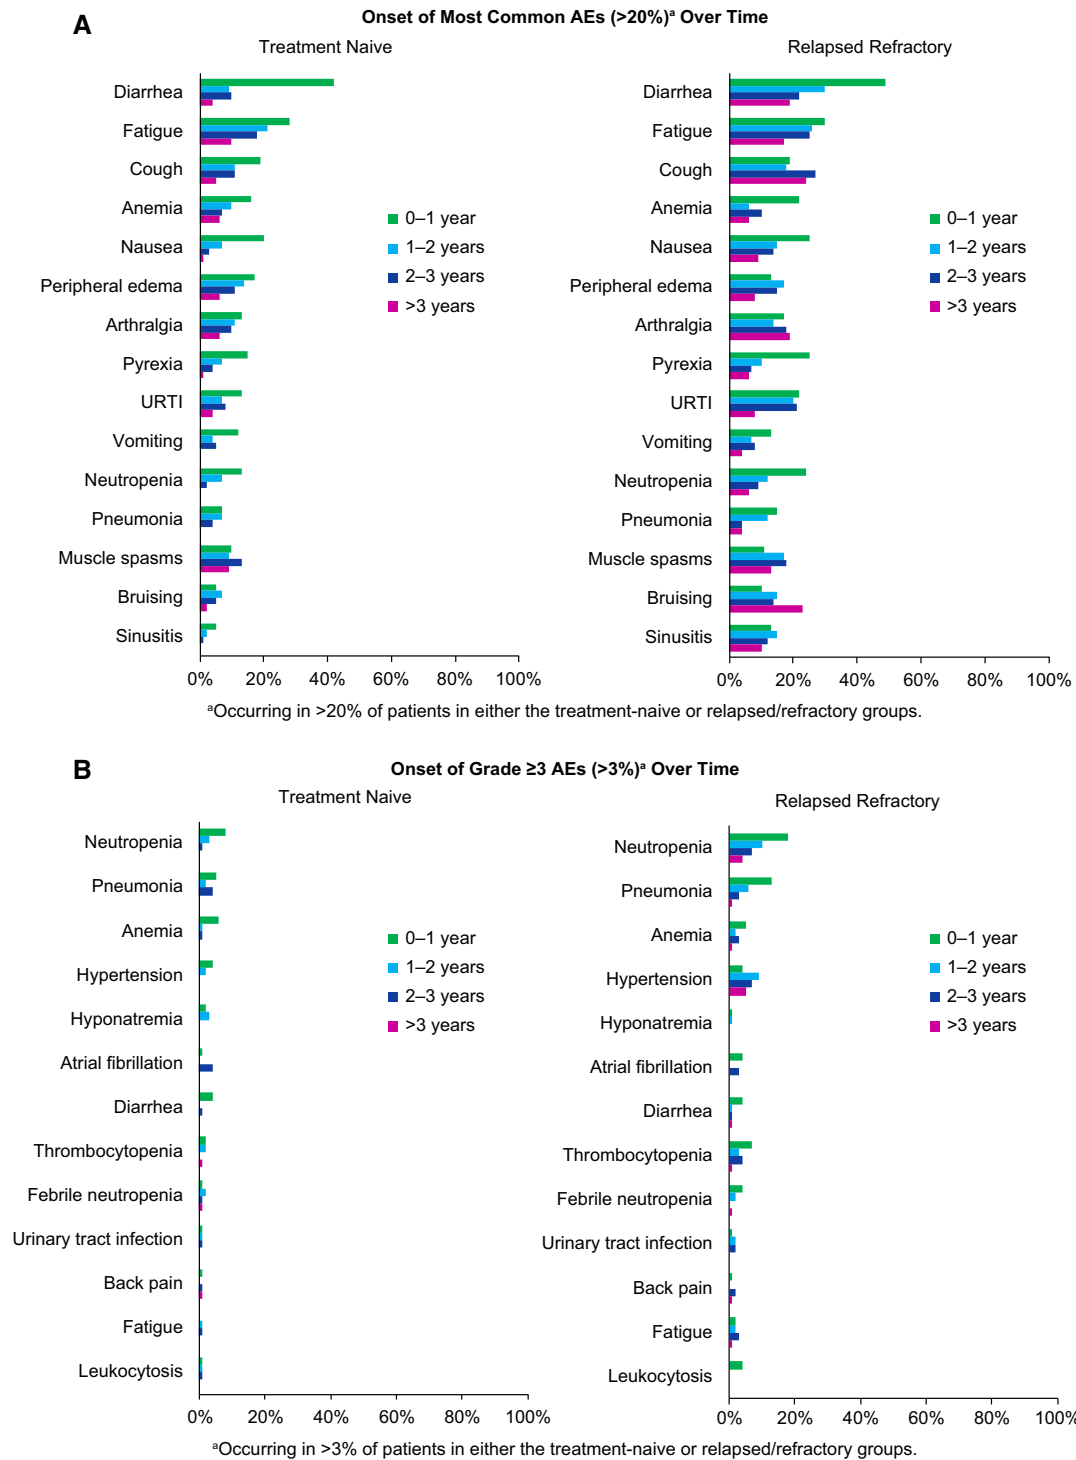 A
Onset of Most Common AEs (>20%)ᵃ Over Time
Treatment Naive
Diarrhea
Fatigue
Cough
Anemia
Nausea
Peripheral edema
Arthralgia
Pyrexia
URTI
Vomiting
Neutropenia
Pneumonia
Muscle spasms
Bruising
Sinusitis
0–1 year
1–2 years
2–3 years
>3 years
0% 20% 40% 60% 80% 100%
Relapsed Refractory
Diarrhea
Fatigue
Cough
Anemia
Nausea
Peripheral edema
Arthralgia
Pyrexia
URTI
Vomiting
Neutropenia
Pneumonia
Muscle spasms
Bruising
Sinusitis
0–1 year
1–2 years
2–3 years
>3 years
0% 20% 40% 60% 80% 100%
ᵃOccurring in >20% of patients in either the treatment-naive or relapsed/refractory groups.
B
Onset of Grade ≥3 AEs (>3%)ᵃ Over Time
Treatment Naive
Neutropenia
Pneumonia
Anemia
Hypertension
Hyponatremia
Atrial fibrillation
Diarrhea
Thrombocytopenia
Febrile neutropenia
Urinary tract infection
Back pain
Fatigue
Leukocytosis
0–1 year
1–2 years
2–3 years
>3 years
0% 20% 40% 60% 80% 100%
Relapsed Refractory
Neutropenia
Pneumonia
Anemia
Hypertension
Hyponatremia
Atrial fibrillation
Diarrhea
Thrombocytopenia
Febrile neutropenia
Urinary tract infection
Back pain
Fatigue
Leukocytosis
0–1 year
1–2 years
2–3 years
>3 years
0% 20% 40% 60% 80% 100%
ᵃOccurring in >3% of patients in either the treatment-naive or relapsed/refractory groups.